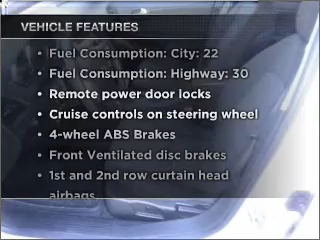 VEHICLE FEATURES
• Fuel Consumption: City: 22
• Fuel Consumption: Highway: 30
• Remote power door locks
• Cruise controls on steering wheel
• 4-wheel ABS Brakes
• Front Ventilated disc brakes
• 1st and 2nd row curtain head
airbags